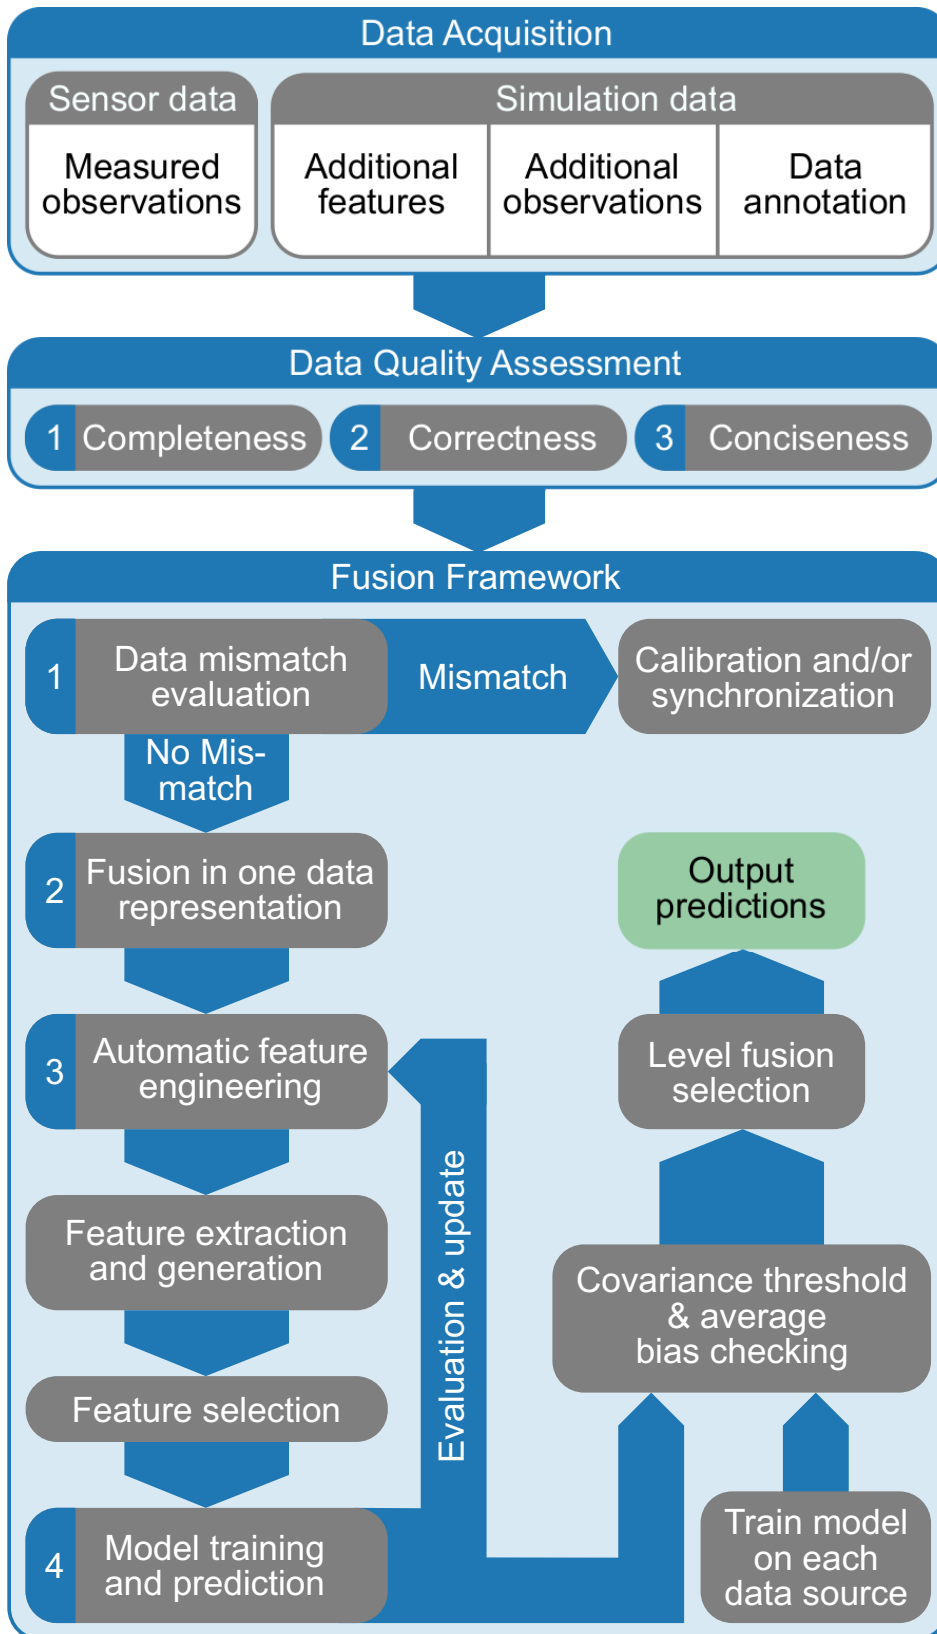 Data Acquisition
Sensor data
Simulation data
Measured
observations
Additional
features
Additional
observations
Data
annotation
Data Quality Assessment
1 Completeness
2 Correctness
3 Conciseness
Fusion Framework
1
Data mismatch
evaluation
Mismatch
Calibration and/or
synchronization
No Mis-
match
2
Fusion in one data
representation
Output
predictions
3
Automatic feature
engineering
Level fusion
selection
Evaluation & update
Feature extraction
and generation
Covariance threshold
& average
bias checking
Feature selection
4
Model training
and prediction
Train model
on each
data source